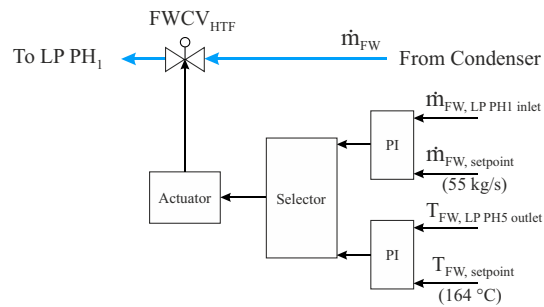 FWCV_HTF
ṁ_FW
To LP PH_1
From Condenser
ṁ_FW, LP PH1 inlet
PI
ṁ_FW, setpoint
(55 kg/s)
Actuator
Selector
T_FW, LP PH5 outlet
PI
T_FW, setpoint
(164 °C)